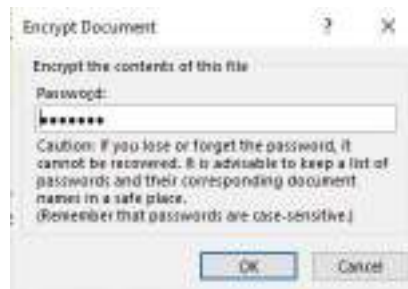 Encrypt Document ? ×
Encrypt the contents of this file
Password:
•••••••
Caution: If you lose or forget the password, it
cannot be recovered. It is advisable to keep a list of
passwords and their corresponding document
names in a safe place.
(Remember that passwords are case-sensitive.)
OK Cancel